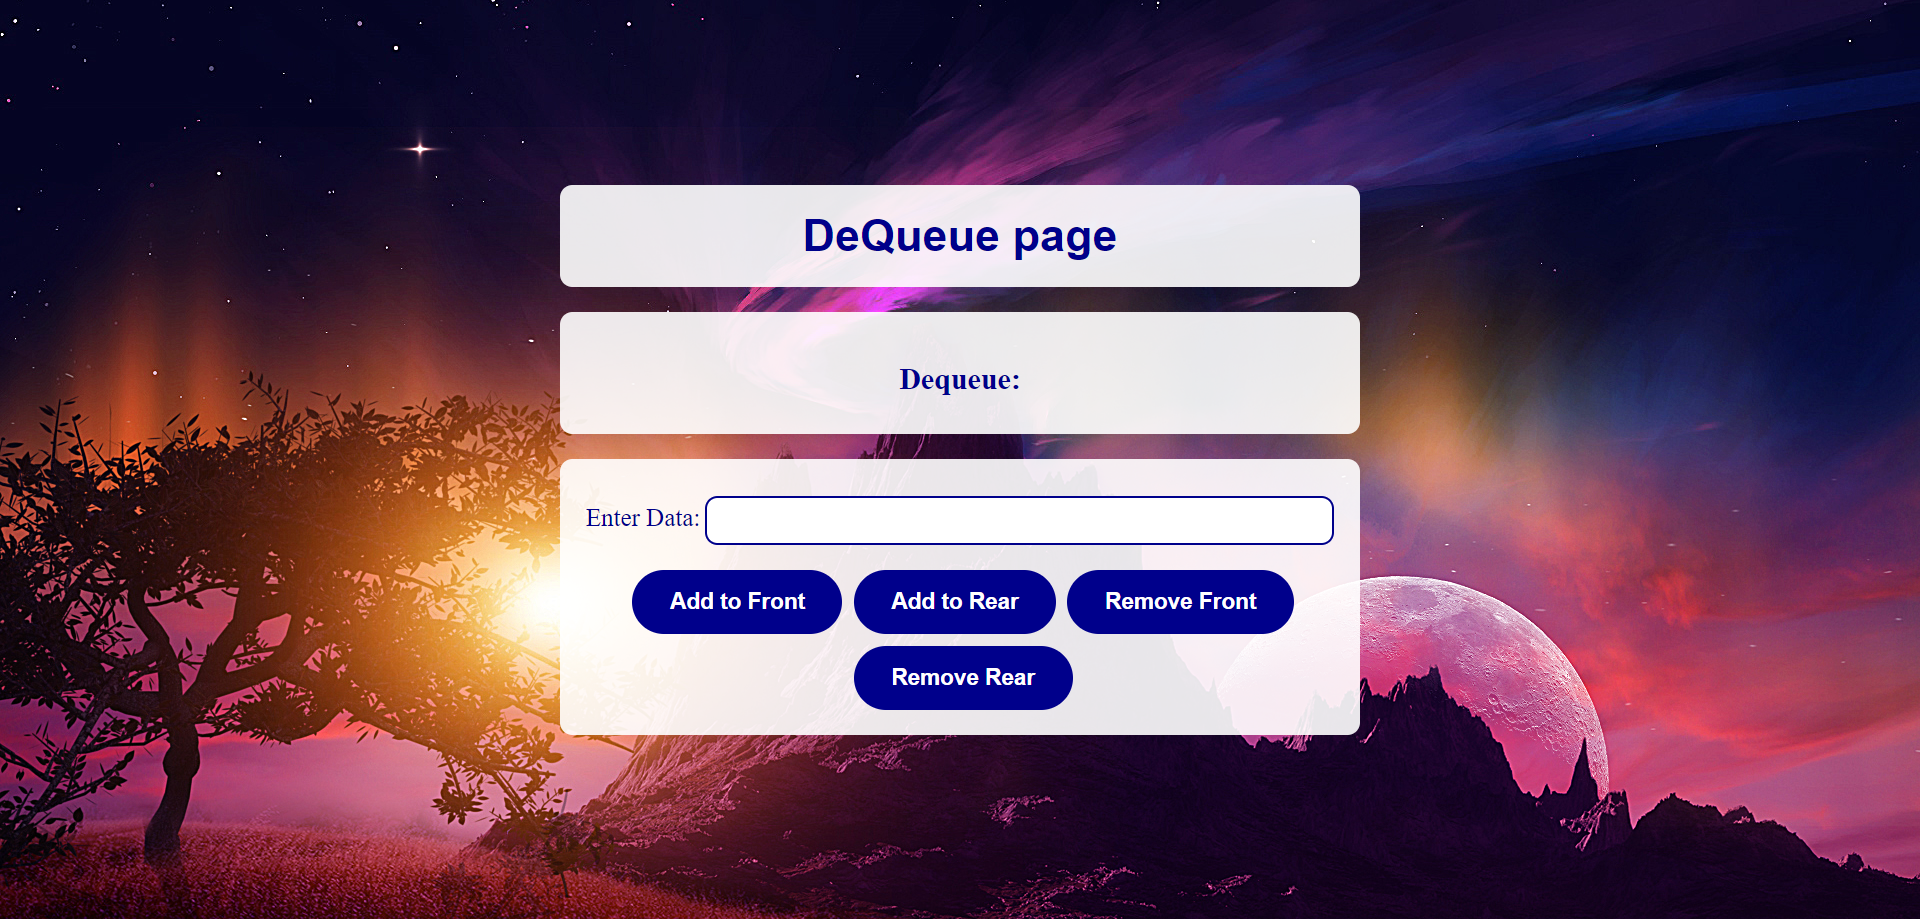 DeQueue page
Dequeue:
Enter Data:
Add to Front Add to Rear Remove Front
Remove Rear